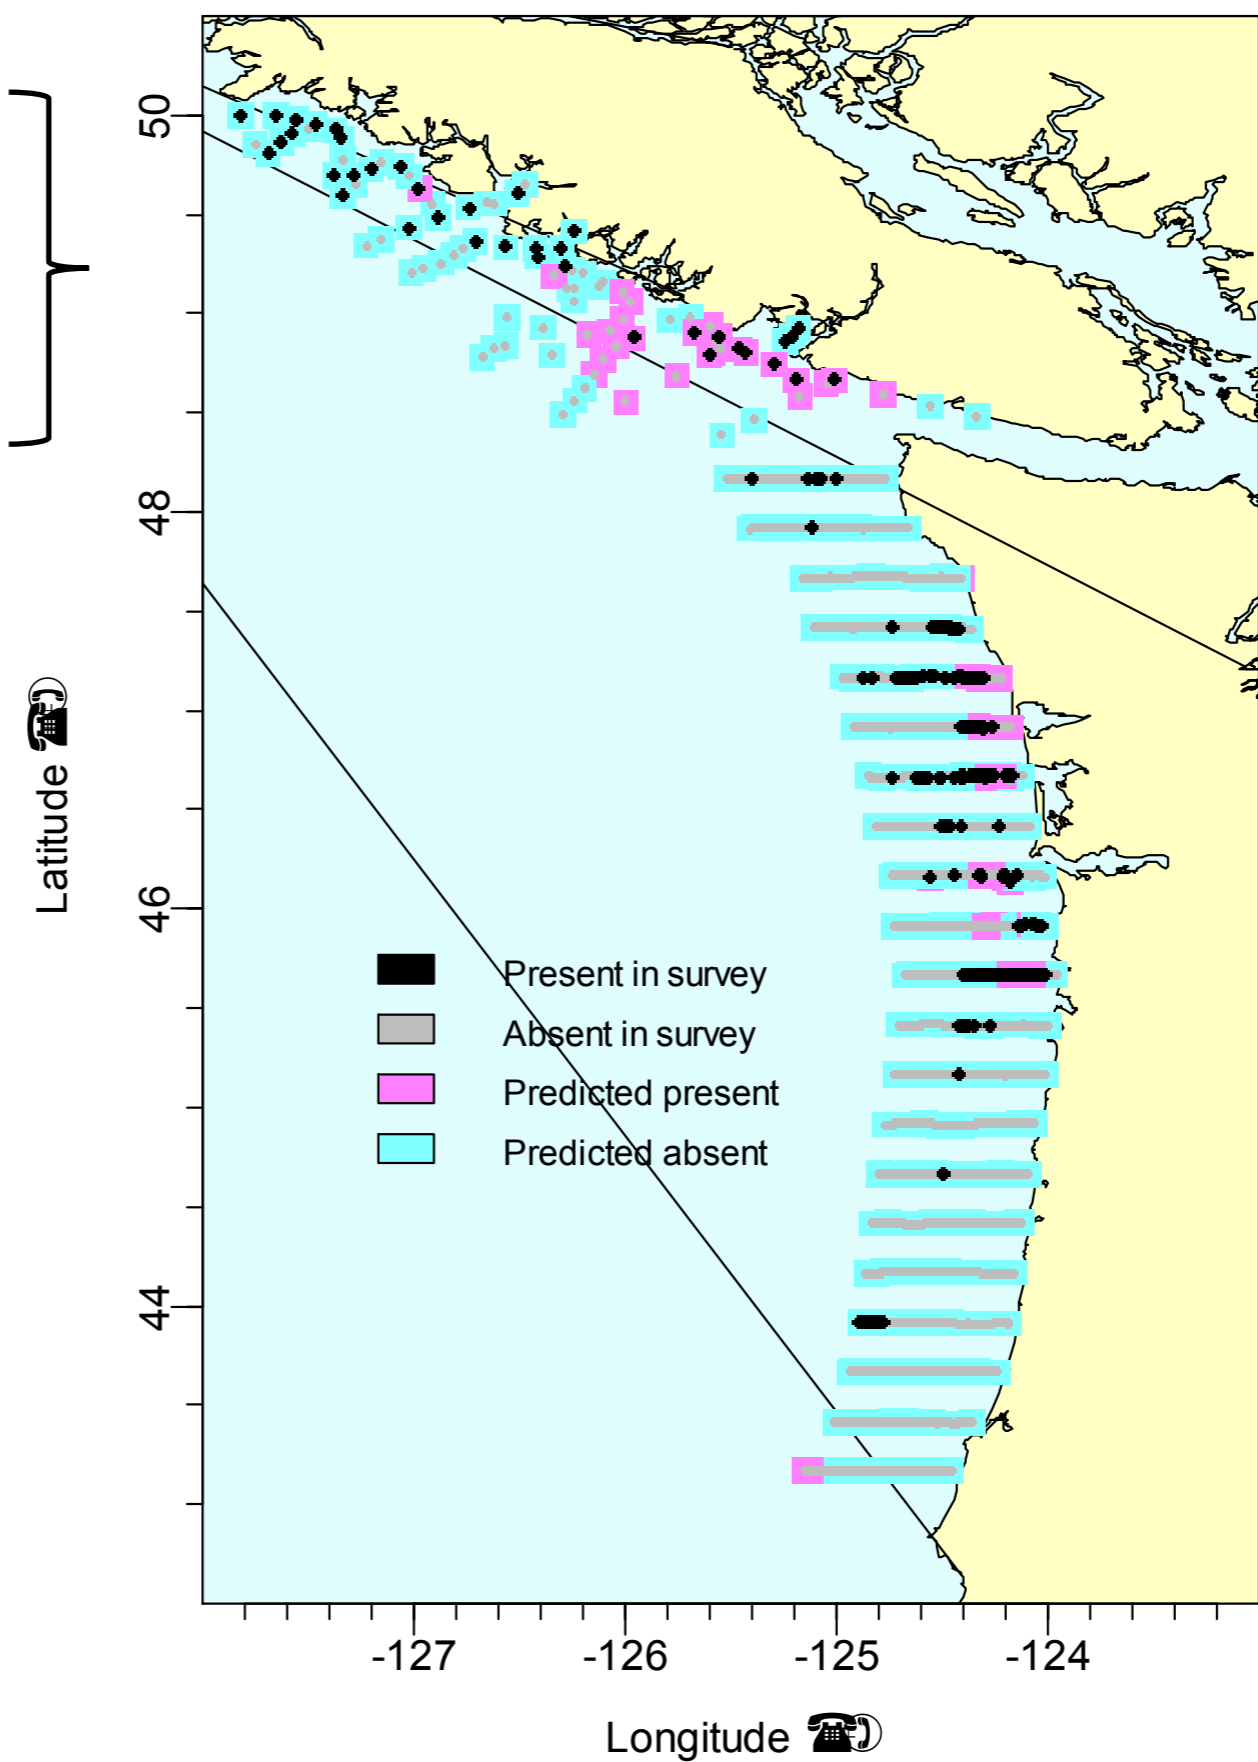 50
48
46
44
Latitude
Present in survey
Absent in survey
Predicted present
Predicted absent
-127
-126
-125
-124
Longitude